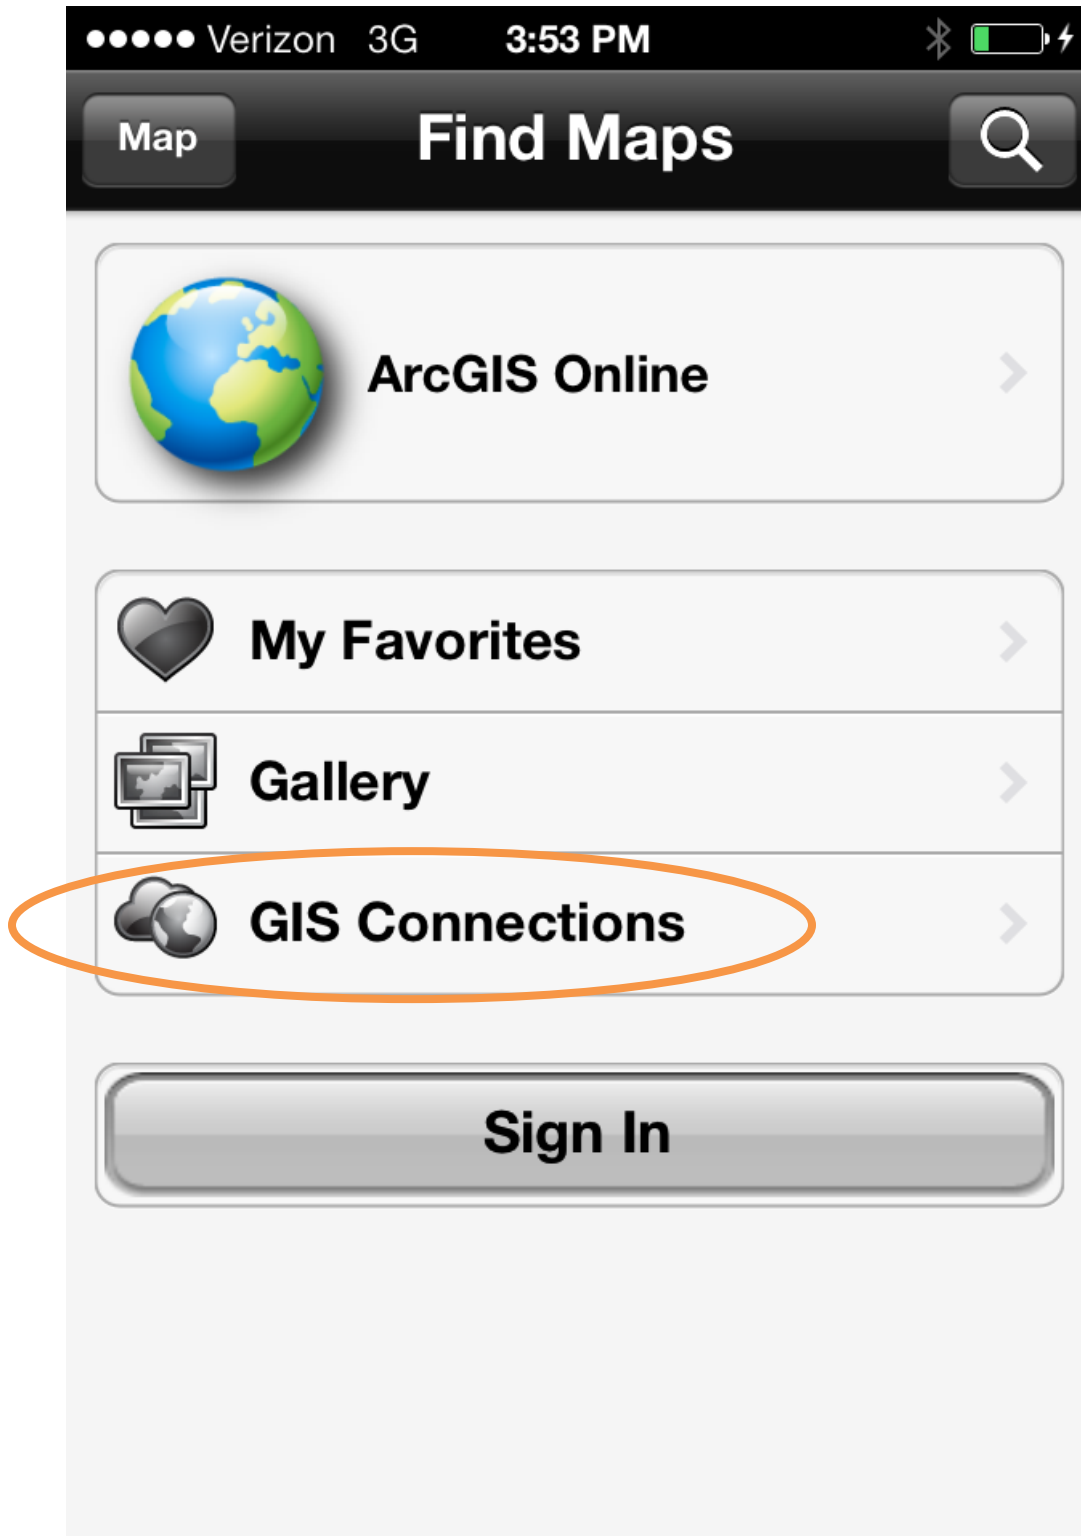 Verizon 3G 3:53 PM
Map Find Maps
ArcGIS Online
My Favorites
Gallery
GIS Connections
Sign In